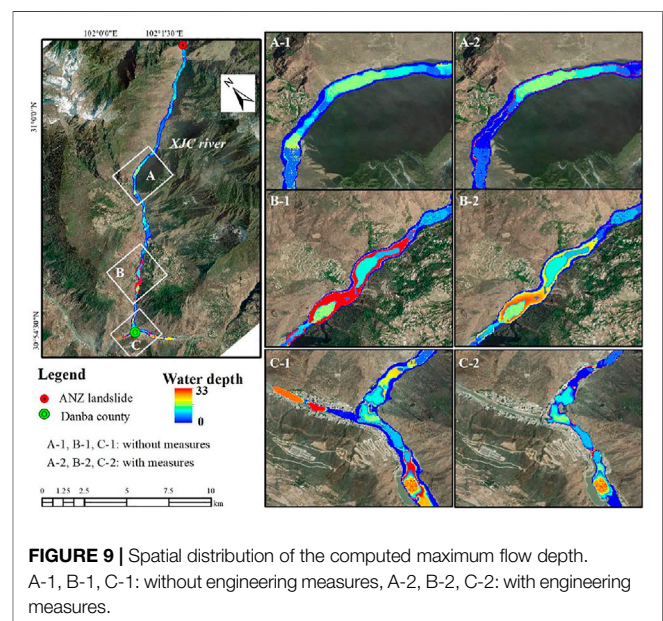 102°0'0"E 102°1'30"E
31°0'0"N
30°54'30"N
N
XJC river
A
B
C
A-1
A-2
B-1
B-2
C-1
C-2
Legend
ANZ landslide
Danba county
Water depth
33
0
A-1, B-1, C-1: without measures
A-2, B-2, C-2: with measures
0 1.25 2.5 5 7.5 10
km
FIGURE 9 | Spatial distribution of the computed maximum flow depth.
A-1, B-1, C-1: without engineering measures, A-2, B-2, C-2: with engineering
measures.